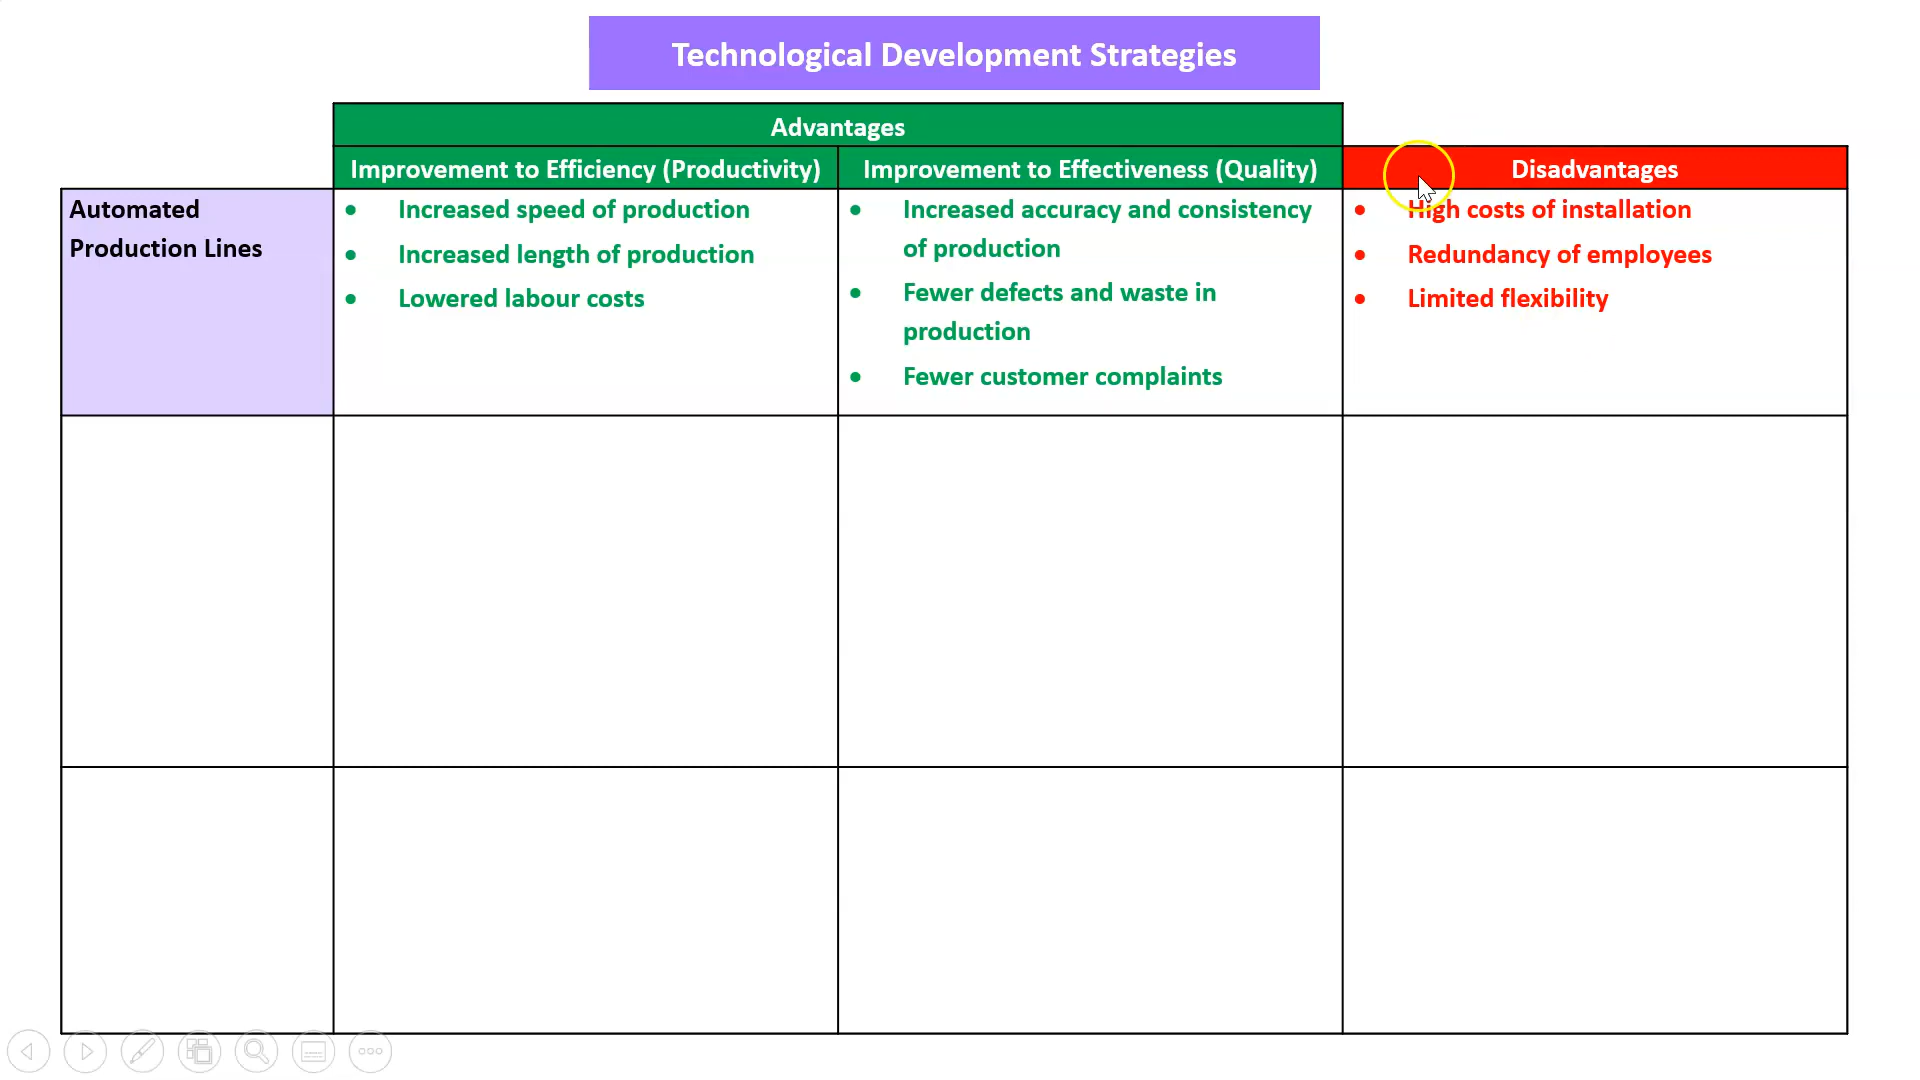 Technological Development Strategies
Advantages
Improvement to Efficiency (Productivity)
Improvement to Effectiveness (Quality)
Disadvantages
Automated
Production Lines
• Increased speed of production
• Increased length of production
• Lowered labour costs
• Increased accuracy and consistency
of production
• Fewer defects and waste in
production
• Fewer customer complaints
• High costs of installation
• Redundancy of employees
• Limited flexibility